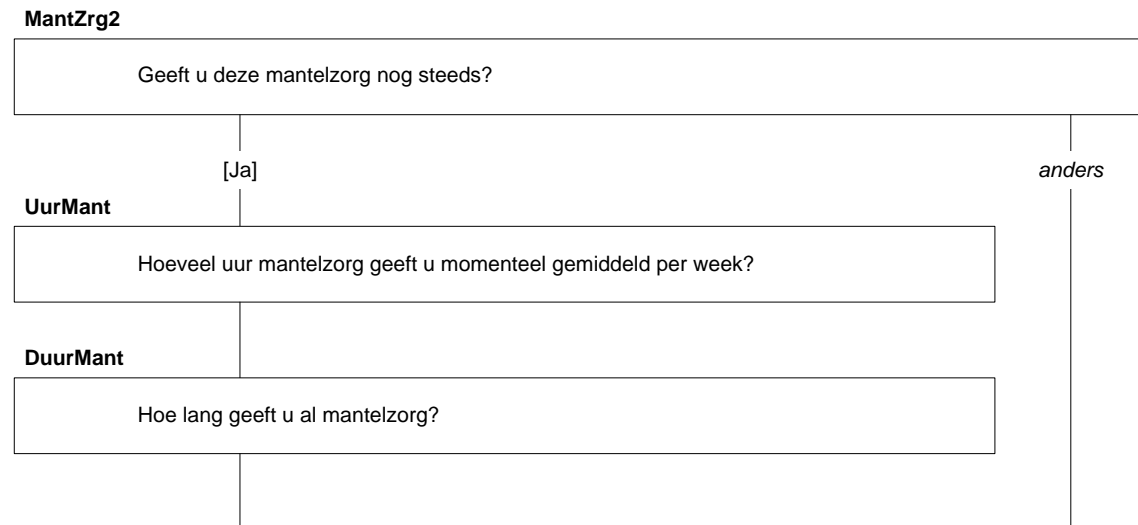 MantZrg2
Geeft u deze mantelzorg nog steeds?
[Ja] anders
UurMant
Hoeveel uur mantelzorg geeft u momenteel gemiddeld per week?
DuurMant
Hoe lang geeft u al mantelzorg?